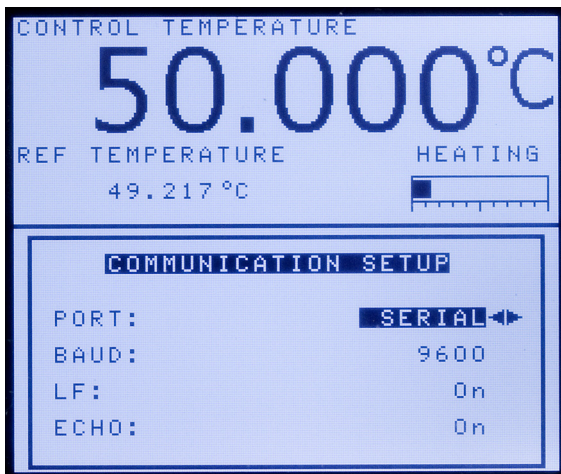 CONTROL TEMPERATURE
50.000°C
REF TEMPERATURE HEATING
49.217°C
COMMUNICATION SETUP
PORT: SERIAL
BAUD: 9600
LF: On
ECHO: On